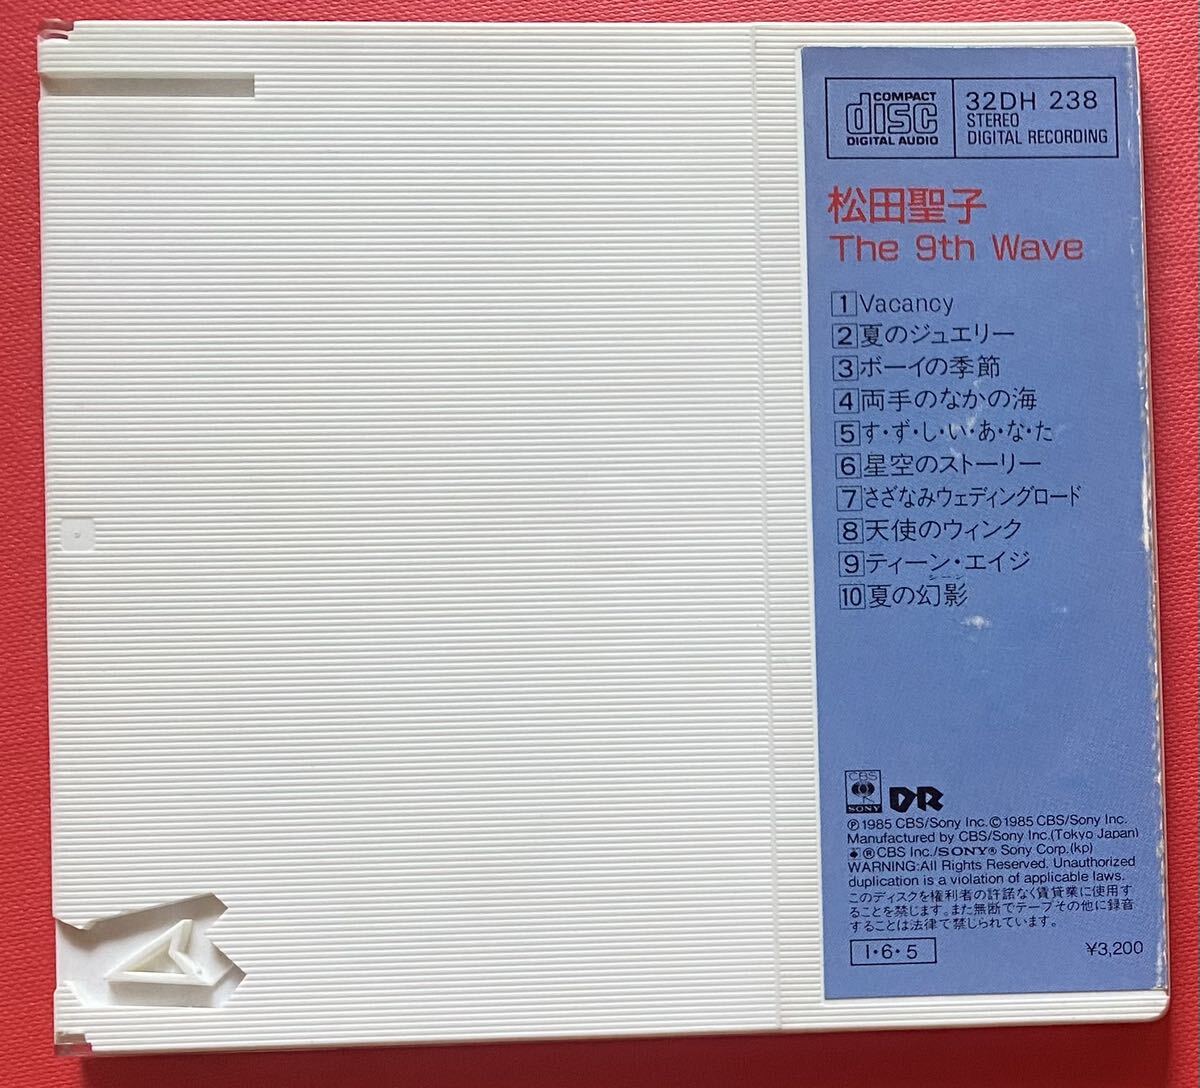 COMPACT
disc
DIGITAL AUDIO
32DH 238
STEREO
DIGITAL RECORDING
松田聖子
The 9th Wave
1 Vacancy
2 夏のジュエリー
3 ボーイの季節
4 両手のなかの海
5 す・ず・し・い・あ・な・た
6 星空のストーリー
7 さざなみウェディングロード
8 天使のウィンク
9 ティーン・エイジ
シーン
10 夏の幻影
CBS
SONY
DR
Ⓟ1985 CBS/Sony Inc.Ⓒ1985 CBS/Sony Inc.
Manufactured by CBS/Sony Inc.(Tokyo Japan)
®CBS Inc./SONY® Sony Corp.(kp)
WARNING:All Rights Reserved. Unauthorized
duplication is a violation of applicable laws.
このディスクを権利者の許諾なく賃貸業に使用す
ることを禁じます。また無断でテープその他に録音
することは法律で禁じられています。
I・6・5
¥3,200